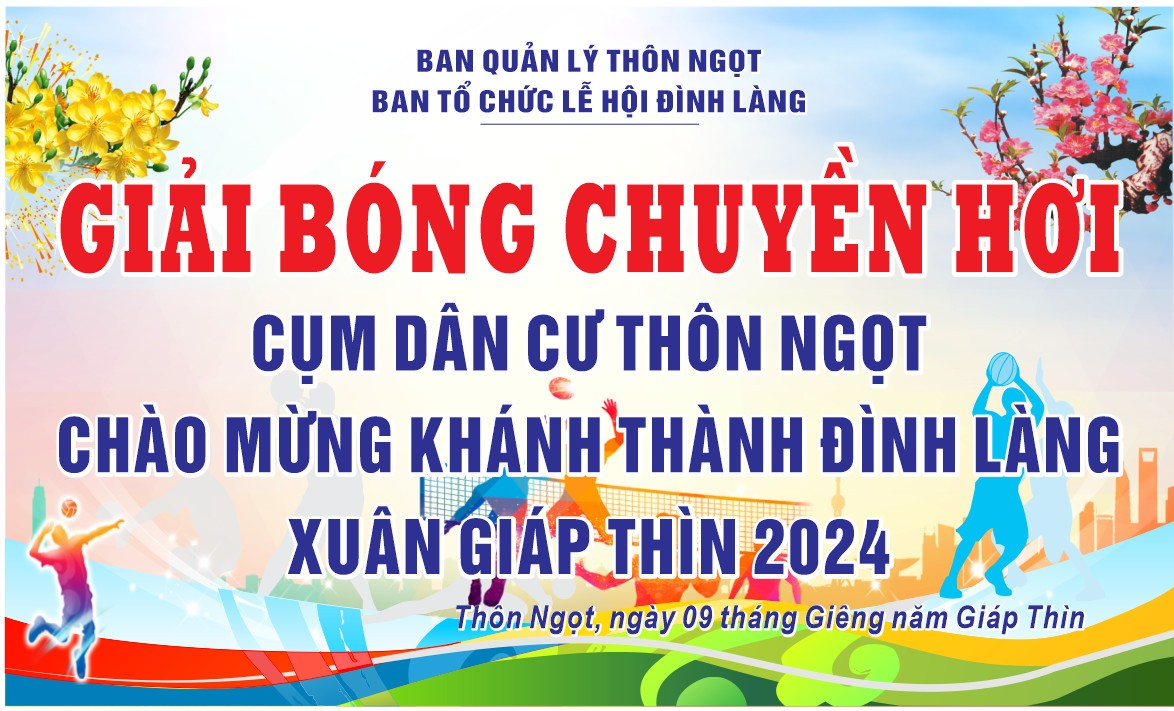 BAN QUẢN LÝ THÔN NGỌT
BAN TỔ CHỨC LỄ HỘI ĐÌNH LÀNG
GIẢI BÓNG CHUYỀN HƠI
CỤM DÂN CƯ THÔN NGỌT
CHÀO MỪNG KHÁNH THÀNH ĐÌNH LÀNG
XUÂN GIÁP THÌN 2024
Thôn Ngọt, ngày 09 tháng Giêng năm Giáp Thìn